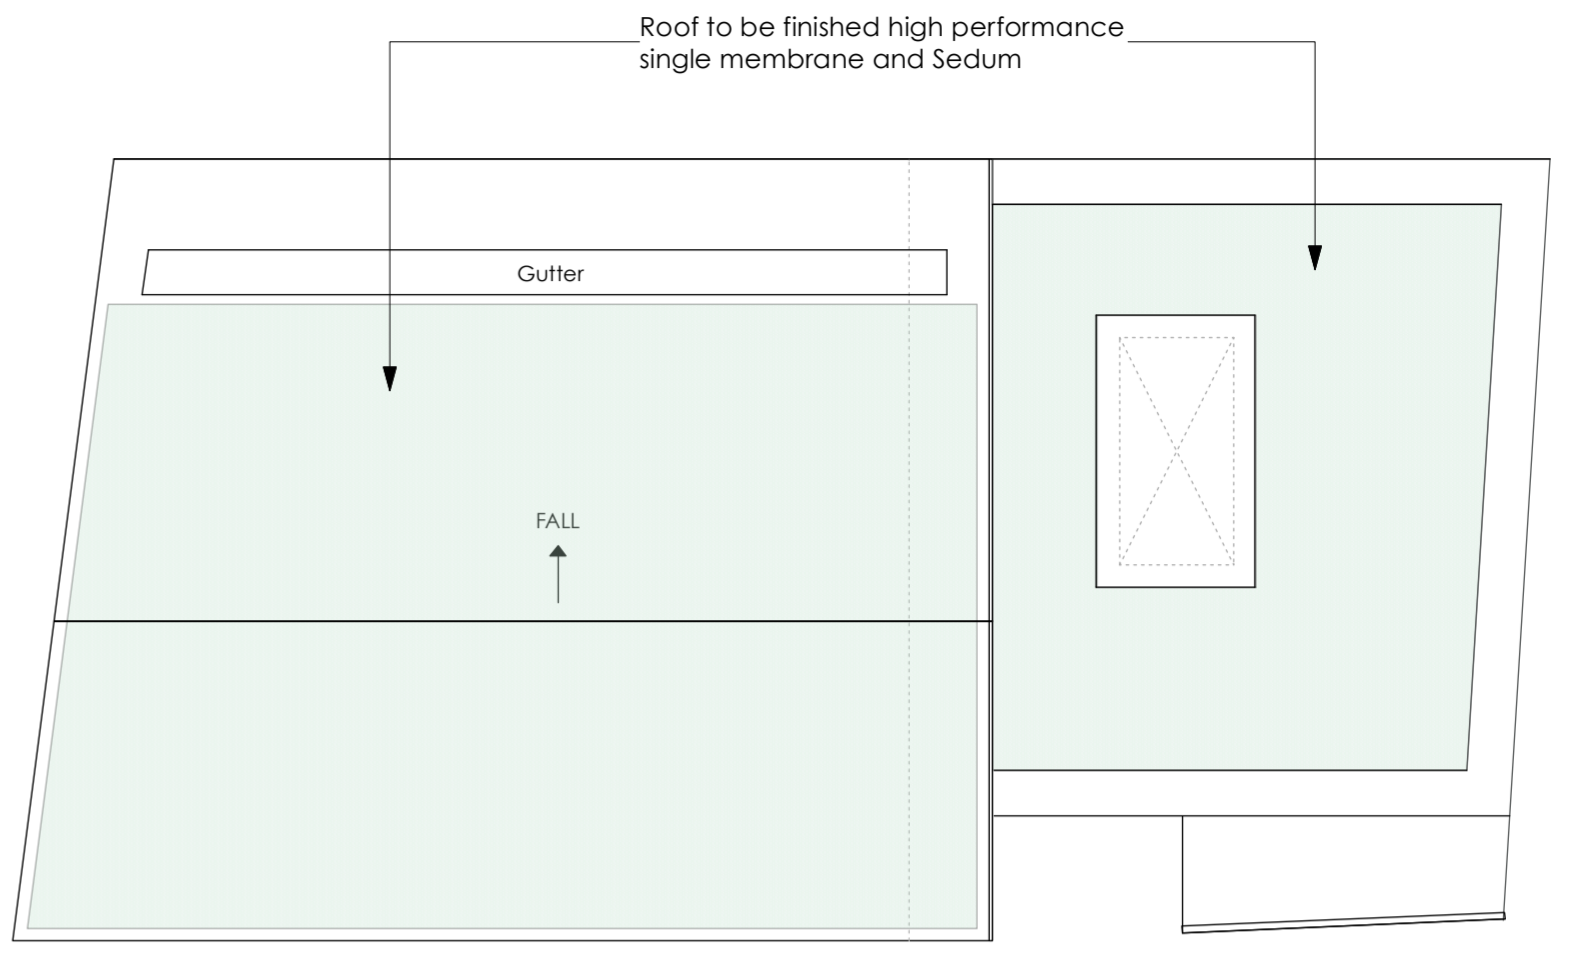 Roof to be finished high performance
single membrane and Sedum
Gutter
FALL